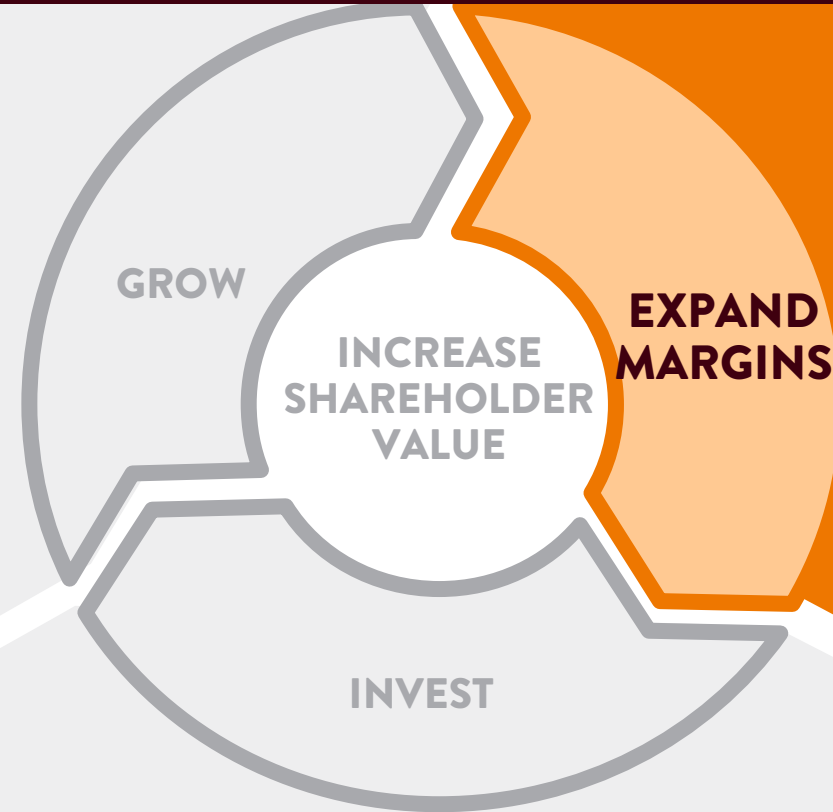 GROW
EXPAND
MARGINS
INCREASE
SHAREHOLDER
VALUE
INVEST